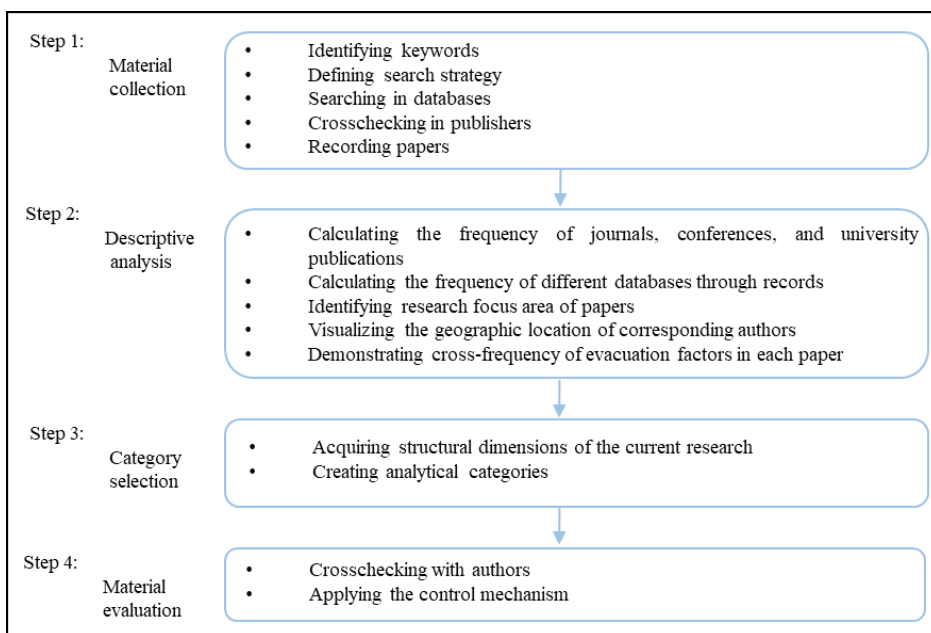 Step 1:
Material
collection
• Identifying keywords
• Defining search strategy
• Searching in databases
• Crosschecking in publishers
• Recording papers
Step 2:
Descriptive
analysis
• Calculating the frequency of journals, conferences, and university
publications
• Calculating the frequency of different databases through records
• Identifying research focus area of papers
• Visualizing the geographic location of corresponding authors
• Demonstrating cross-frequency of evacuation factors in each paper
Step 3:
Category
selection
• Acquiring structural dimensions of the current research
• Creating analytical categories
Step 4:
Material
evaluation
• Crosschecking with authors
• Applying the control mechanism